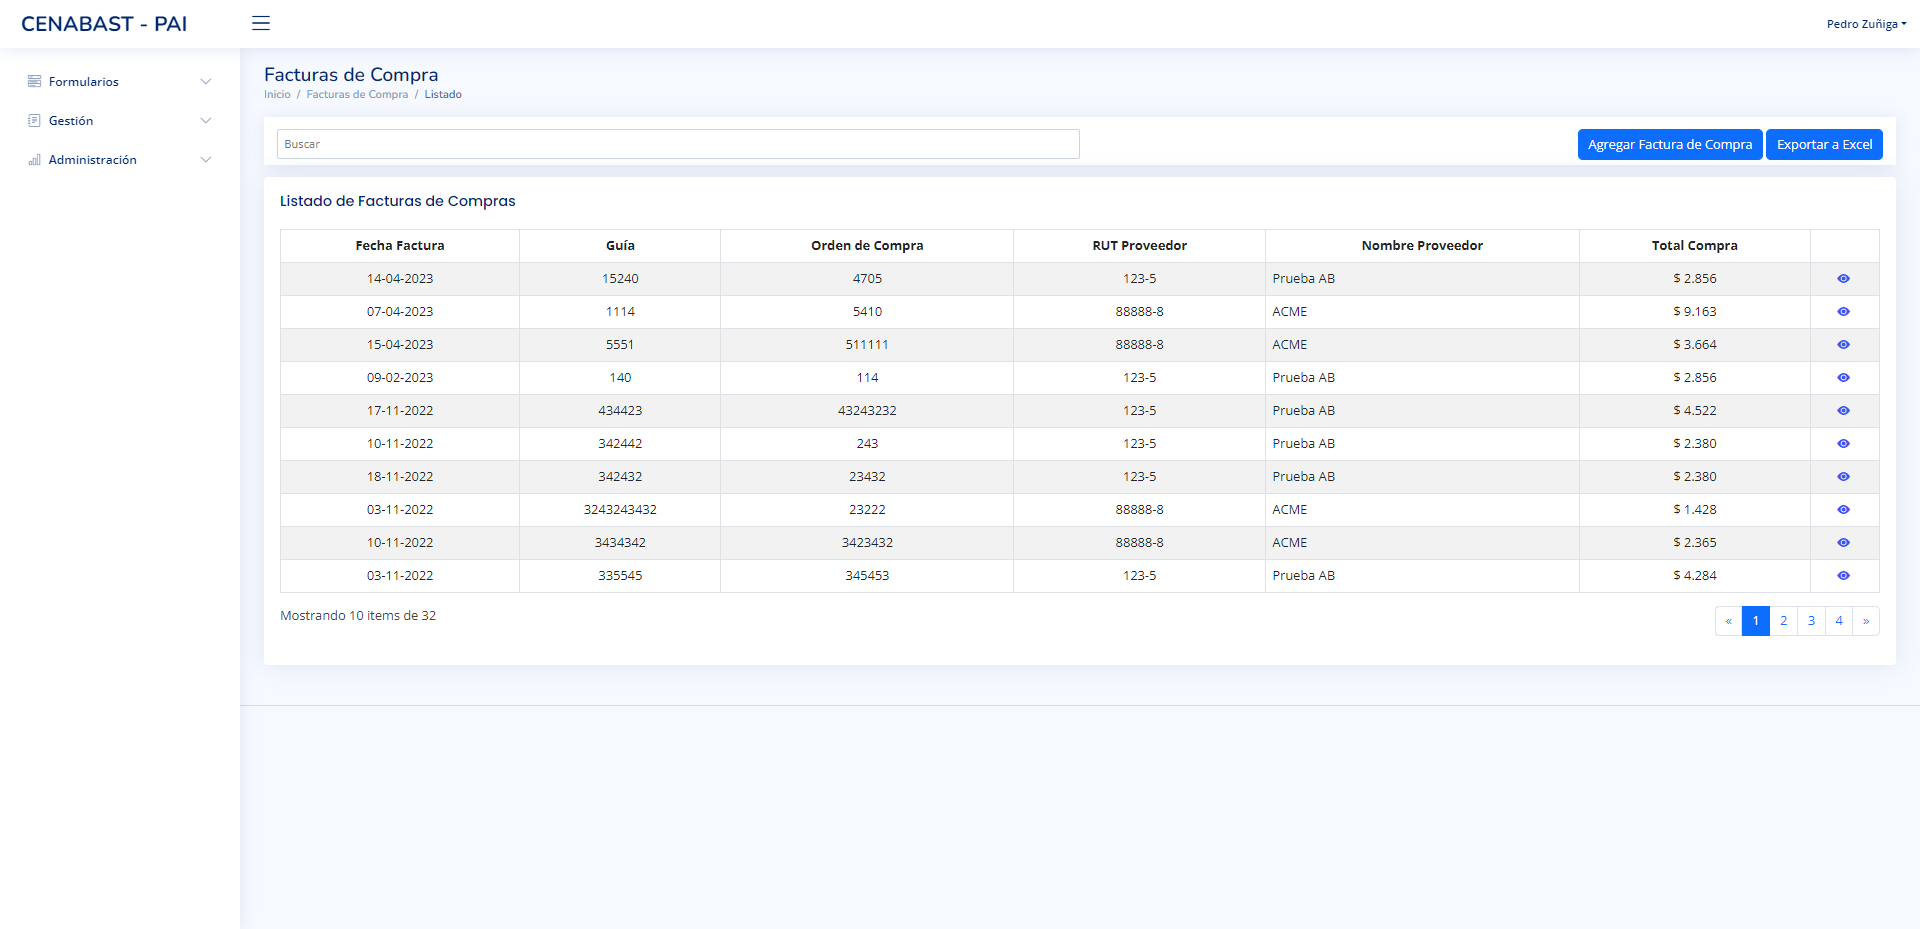 CENABAST - PAI
Pedro Zuñiga
Formularios
Gestión
Administración
Facturas de Compra
Inicio / Facturas de Compra / Listado
Buscar
Agregar Factura de Compra Exportar a Excel
Listado de Facturas de Compras
Fecha Factura Guía Orden de Compra RUT Proveedor Nombre Proveedor Total Compra
14-04-2023 15240 4705 123-5 Prueba AB $ 2.856
07-04-2023 1114 5410 88888-8 ACME $ 9.163
15-04-2023 5551 511111 88888-8 ACME $ 3.664
09-02-2023 140 114 123-5 Prueba AB $ 2.856
17-11-2022 434423 43243232 123-5 Prueba AB $ 4.522
10-11-2022 342442 243 123-5 Prueba AB $ 2.380
18-11-2022 342432 23432 123-5 Prueba AB $ 2.380
03-11-2022 3243243432 23222 88888-8 ACME $ 1.428
10-11-2022 3434342 3423432 88888-8 ACME $ 2.365
03-11-2022 335545 345453 123-5 Prueba AB $ 4.284
Mostrando 10 items de 32
« 1 2 3 4 »